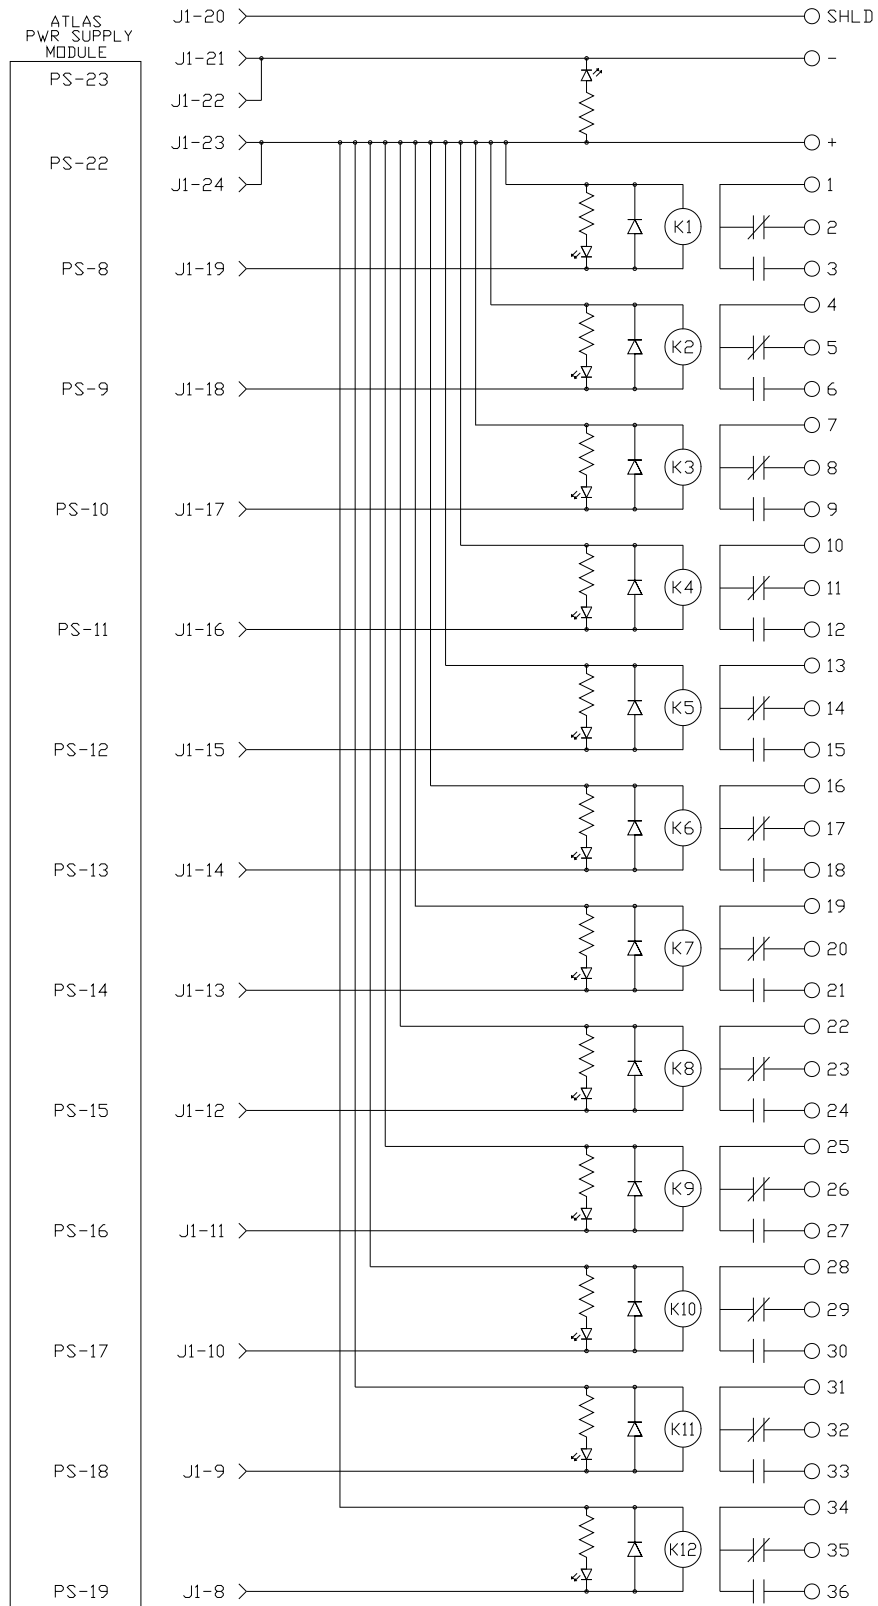 ATLAS
PWR SUPPLY
MODULE
J1-20 SHLD
J1-21 -
PS-23
J1-22
J1-23 +
PS-22
J1-24 1
K1 2
PS-8 J1-19 3
4
K2 5
PS-9 J1-18 6
7
K3 8
PS-10 J1-17 9
10
K4 11
PS-11 J1-16 12
13
K5 14
PS-12 J1-15 15
16
K6 17
PS-13 J1-14 18
19
K7 20
PS-14 J1-13 21
22
K8 23
PS-15 J1-12 24
25
K9 26
PS-16 J1-11 27
28
K10 29
PS-17 J1-10 30
31
K11 32
PS-18 J1-9 33
34
K12 35
PS-19 J1-8 36